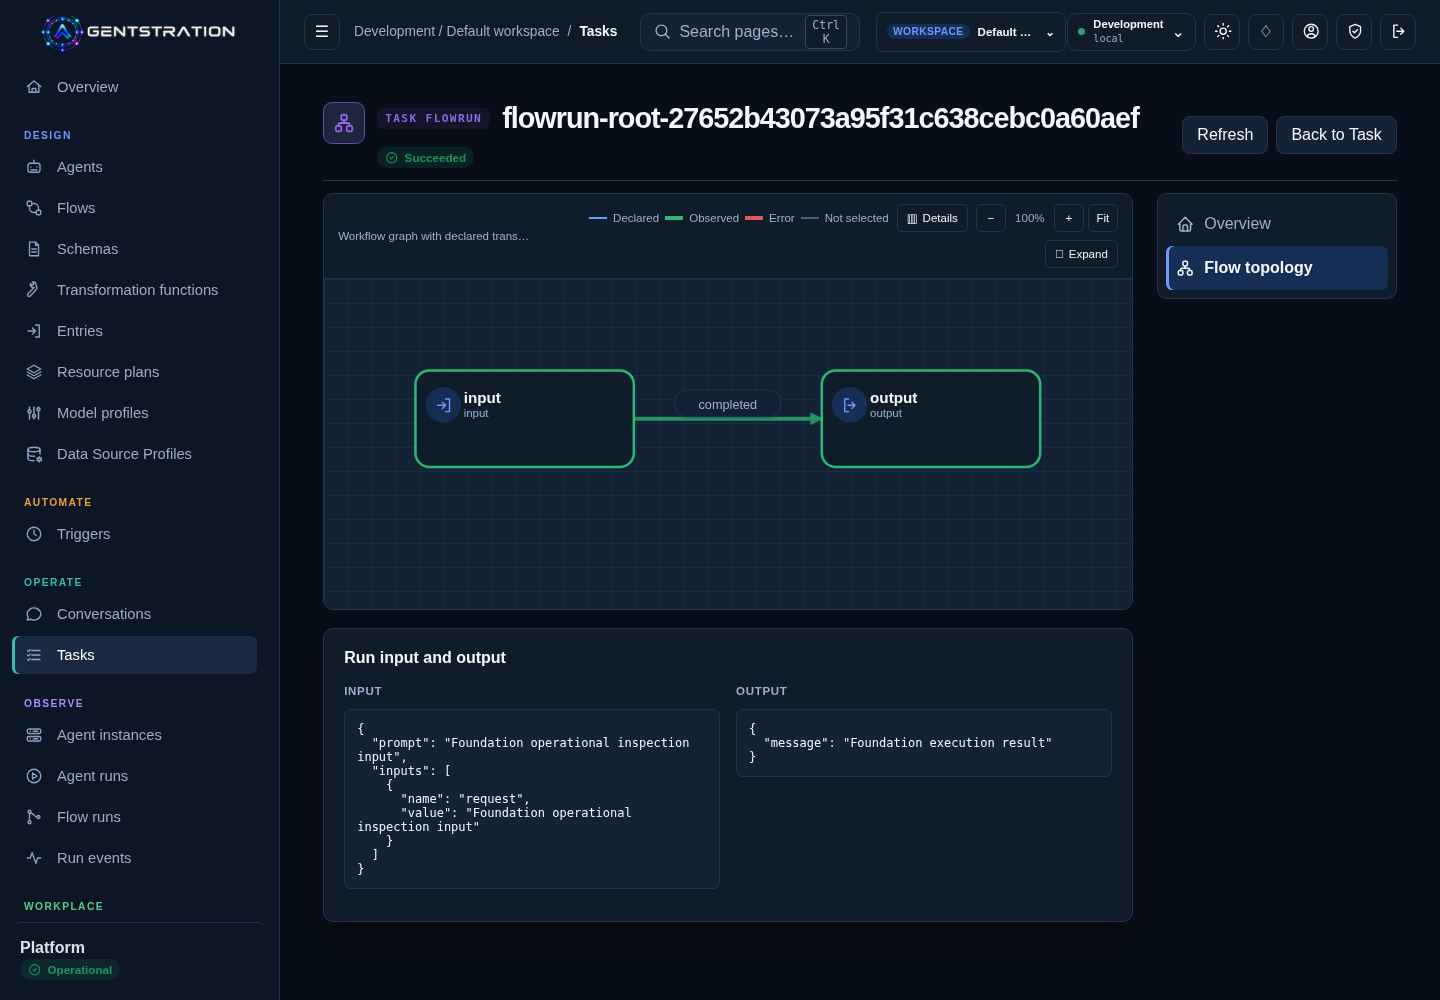 GENTSTRATION
Overview
DESIGN
Agents
Flows
Schemas
Transformation functions
Entries
Resource plans
Model profiles
Data Source Profiles
AUTOMATE
Triggers
OPERATE
Conversations
Tasks
OBSERVE
Agent instances
Agent runs
Flow runs
Run events
WORKPLACE
Platform
Operational
Development / Default workspace / Tasks
Search pages…
Ctrl
K
WORKSPACE Default …
Development
local
TASK FLOWRUN
flowrun-root-27652b43073a95f31c638cebc0a60aef
Succeeded
Refresh
Back to Task
Workflow graph with declared trans…
Declared
Observed
Error
Not selected
Details
−
100%
+
Fit
Expand
input
input
completed
output
output
Overview
Flow topology
Run input and output
INPUT
{
  "prompt": "Foundation operational inspection
input",
  "inputs": [
    {
      "name": "request",
      "value": "Foundation operational
inspection input"
    }
  ]
}
OUTPUT
{
  "message": "Foundation execution result"
}